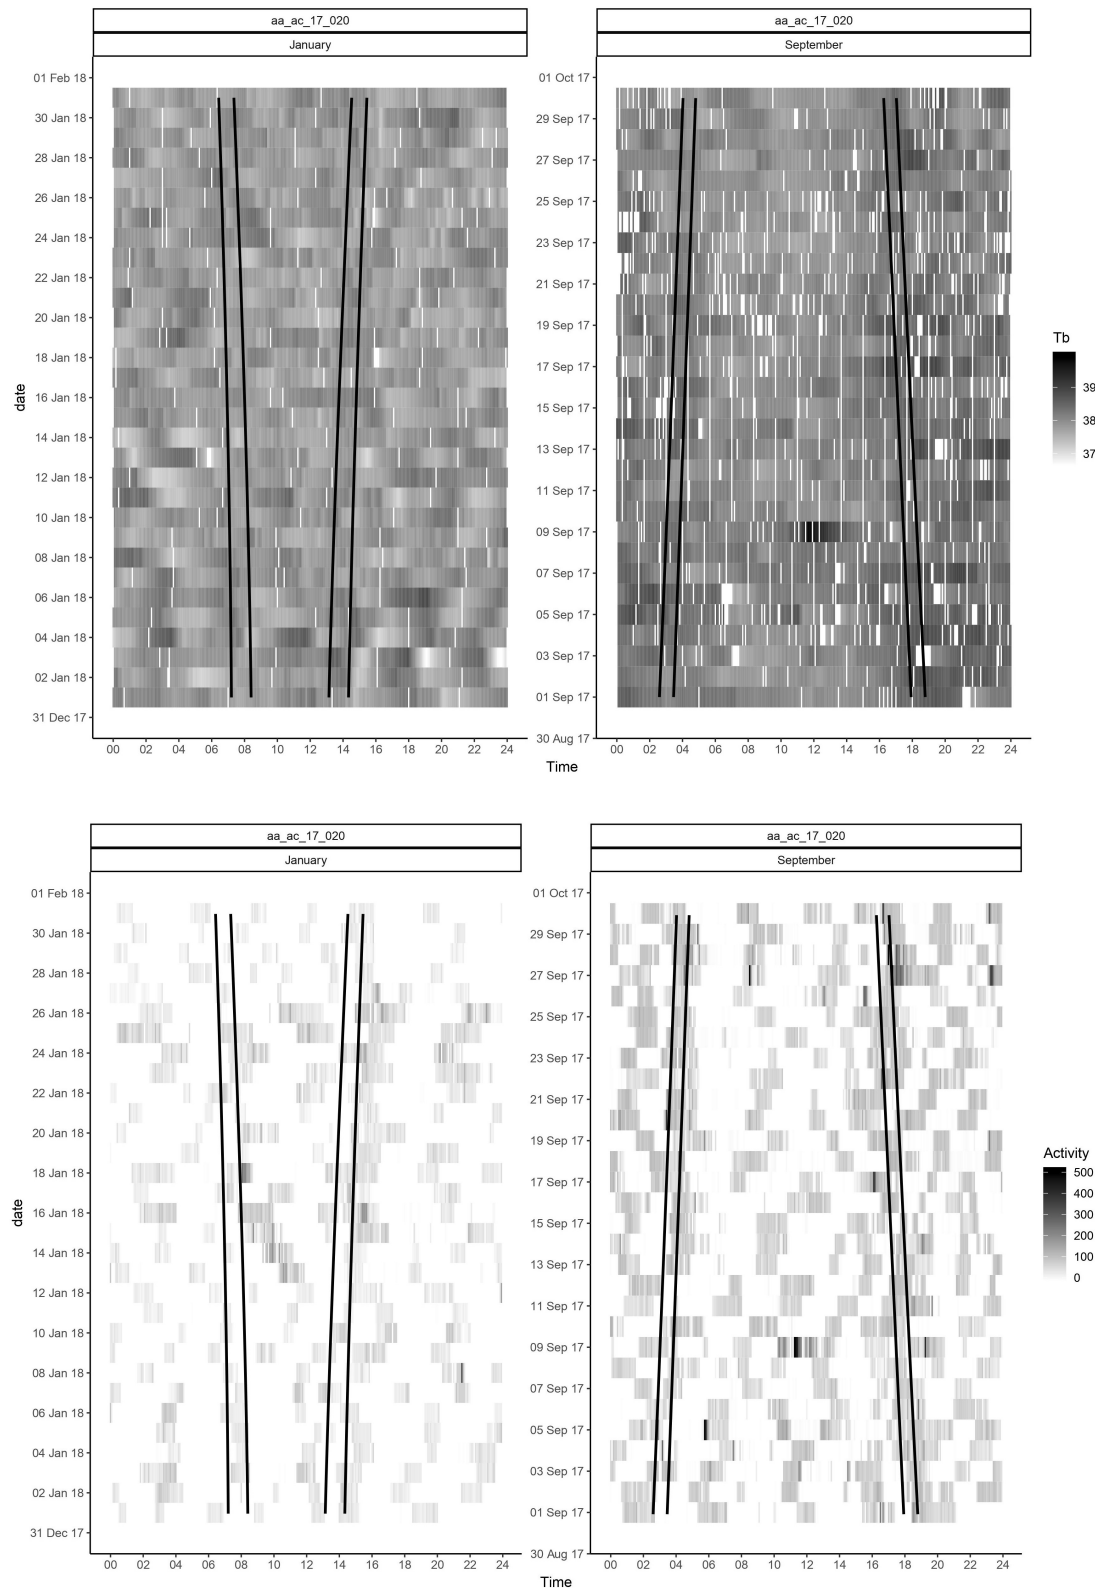 aa_ac_17_020
aa_ac_17_020
January
September
01 Feb 18
30 Jan 18
28 Jan 18
26 Jan 18
24 Jan 18
22 Jan 18
20 Jan 18
18 Jan 18
16 Jan 18
14 Jan 18
12 Jan 18
10 Jan 18
08 Jan 18
06 Jan 18
04 Jan 18
02 Jan 18
31 Dec 17
date
00 02 04 06 08 10 12 14 16 18 20 22 24
01 Oct 17
29 Sep 17
27 Sep 17
25 Sep 17
23 Sep 17
21 Sep 17
19 Sep 17
17 Sep 17
15 Sep 17
13 Sep 17
11 Sep 17
09 Sep 17
07 Sep 17
05 Sep 17
03 Sep 17
01 Sep 17
30 Aug 17
00 02 04 06 08 10 12 14 16 18 20 22 24
Time
Tb
39
38
37
aa_ac_17_020
aa_ac_17_020
January
September
01 Feb 18
30 Jan 18
28 Jan 18
26 Jan 18
24 Jan 18
22 Jan 18
20 Jan 18
18 Jan 18
16 Jan 18
14 Jan 18
12 Jan 18
10 Jan 18
08 Jan 18
06 Jan 18
04 Jan 18
02 Jan 18
31 Dec 17
date
00 02 04 06 08 10 12 14 16 18 20 22 24
01 Oct 17
29 Sep 17
27 Sep 17
25 Sep 17
23 Sep 17
21 Sep 17
19 Sep 17
17 Sep 17
15 Sep 17
13 Sep 17
11 Sep 17
09 Sep 17
07 Sep 17
05 Sep 17
03 Sep 17
01 Sep 17
30 Aug 17
00 02 04 06 08 10 12 14 16 18 20 22 24
Time
Activity
500
400
300
200
100
0